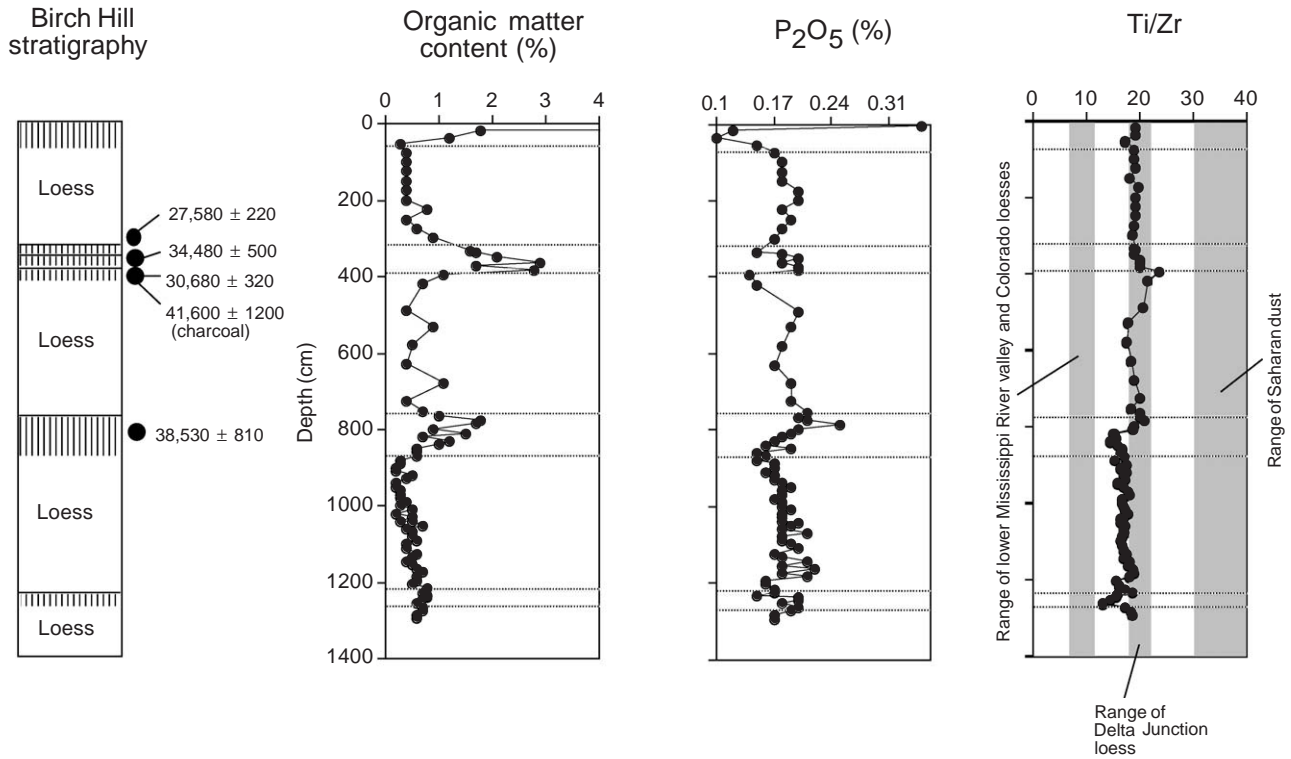 Birch Hill
stratigraphy
Organic matter
content (%)
P2O5 (%)
Ti/Zr
0 1 2 3 4
0.1 0.17 0.24 0.31
0 10 20 30 40
0
200
400
600
800
1000
1200
1400
Depth (cm)
Loess
27,580 ± 220
34,480 ± 500
30,680 ± 320
41,600 ± 1200
(charcoal)
Loess
38,530 ± 810
Loess
Loess
Range of lower Mississippi River valley and Colorado loesses
Range of Saharan dust
Range of
Delta Junction
loess